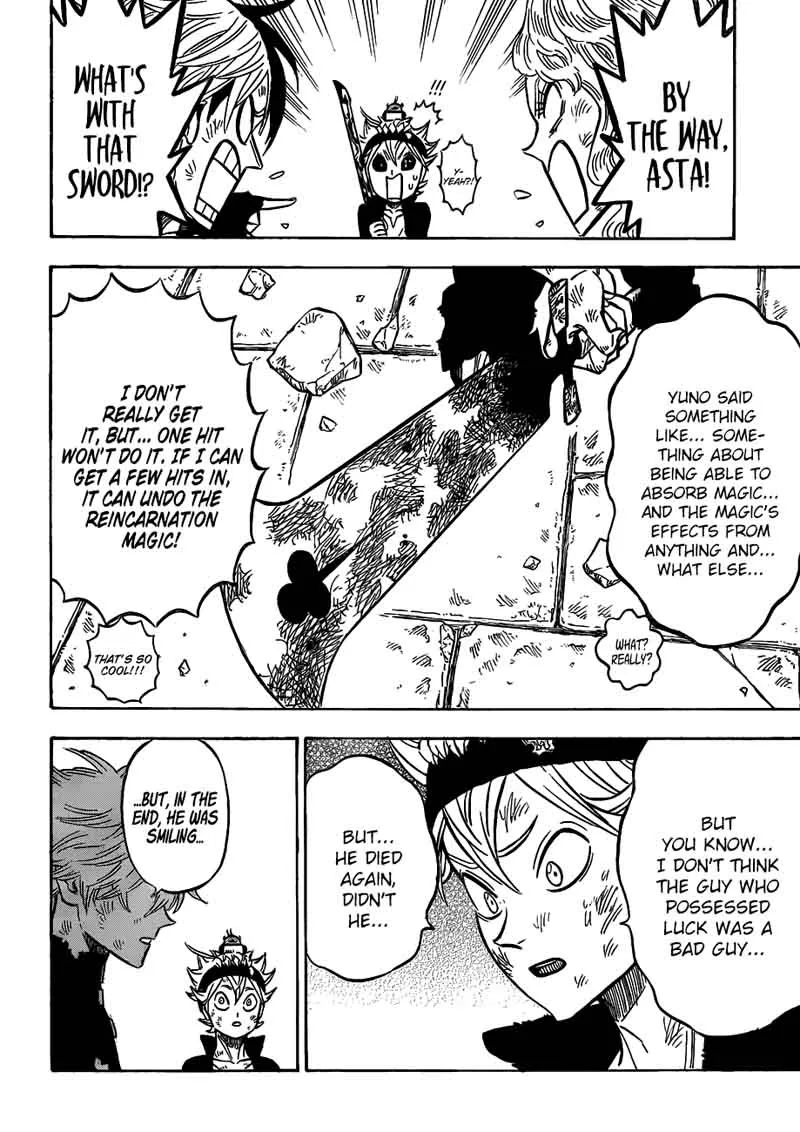 BY
THE WAY,
ASTA!
!!!
Y-
YEAH?!
WHAT'S
WITH
THAT
SWORD!?
YUNO SAID
SOMETHING
LIKE... SOME-
THING ABOUT
BEING ABLE TO
ABSORB MAGIC...
AND THE MAGIC'S
EFFECTS FROM
ANYTHING AND...
WHAT ELSE...
WHAT?
REALLY?
I DON'T
REALLY GET
IT, BUT... ONE HIT
WON'T DO IT. IF I CAN
GET A FEW HITS IN,
IT CAN UNDO THE
REINCARNATION
MAGIC!
THAT'S SO
COOL!!!
BUT
YOU KNOW...
I DON'T THINK
THE GUY WHO
POSSESSED
LUCK WAS A
BAD GUY...
BUT...
HE DIED
AGAIN,
DIDN'T
HE...
...BUT, IN THE
END, HE WAS
SMILING...